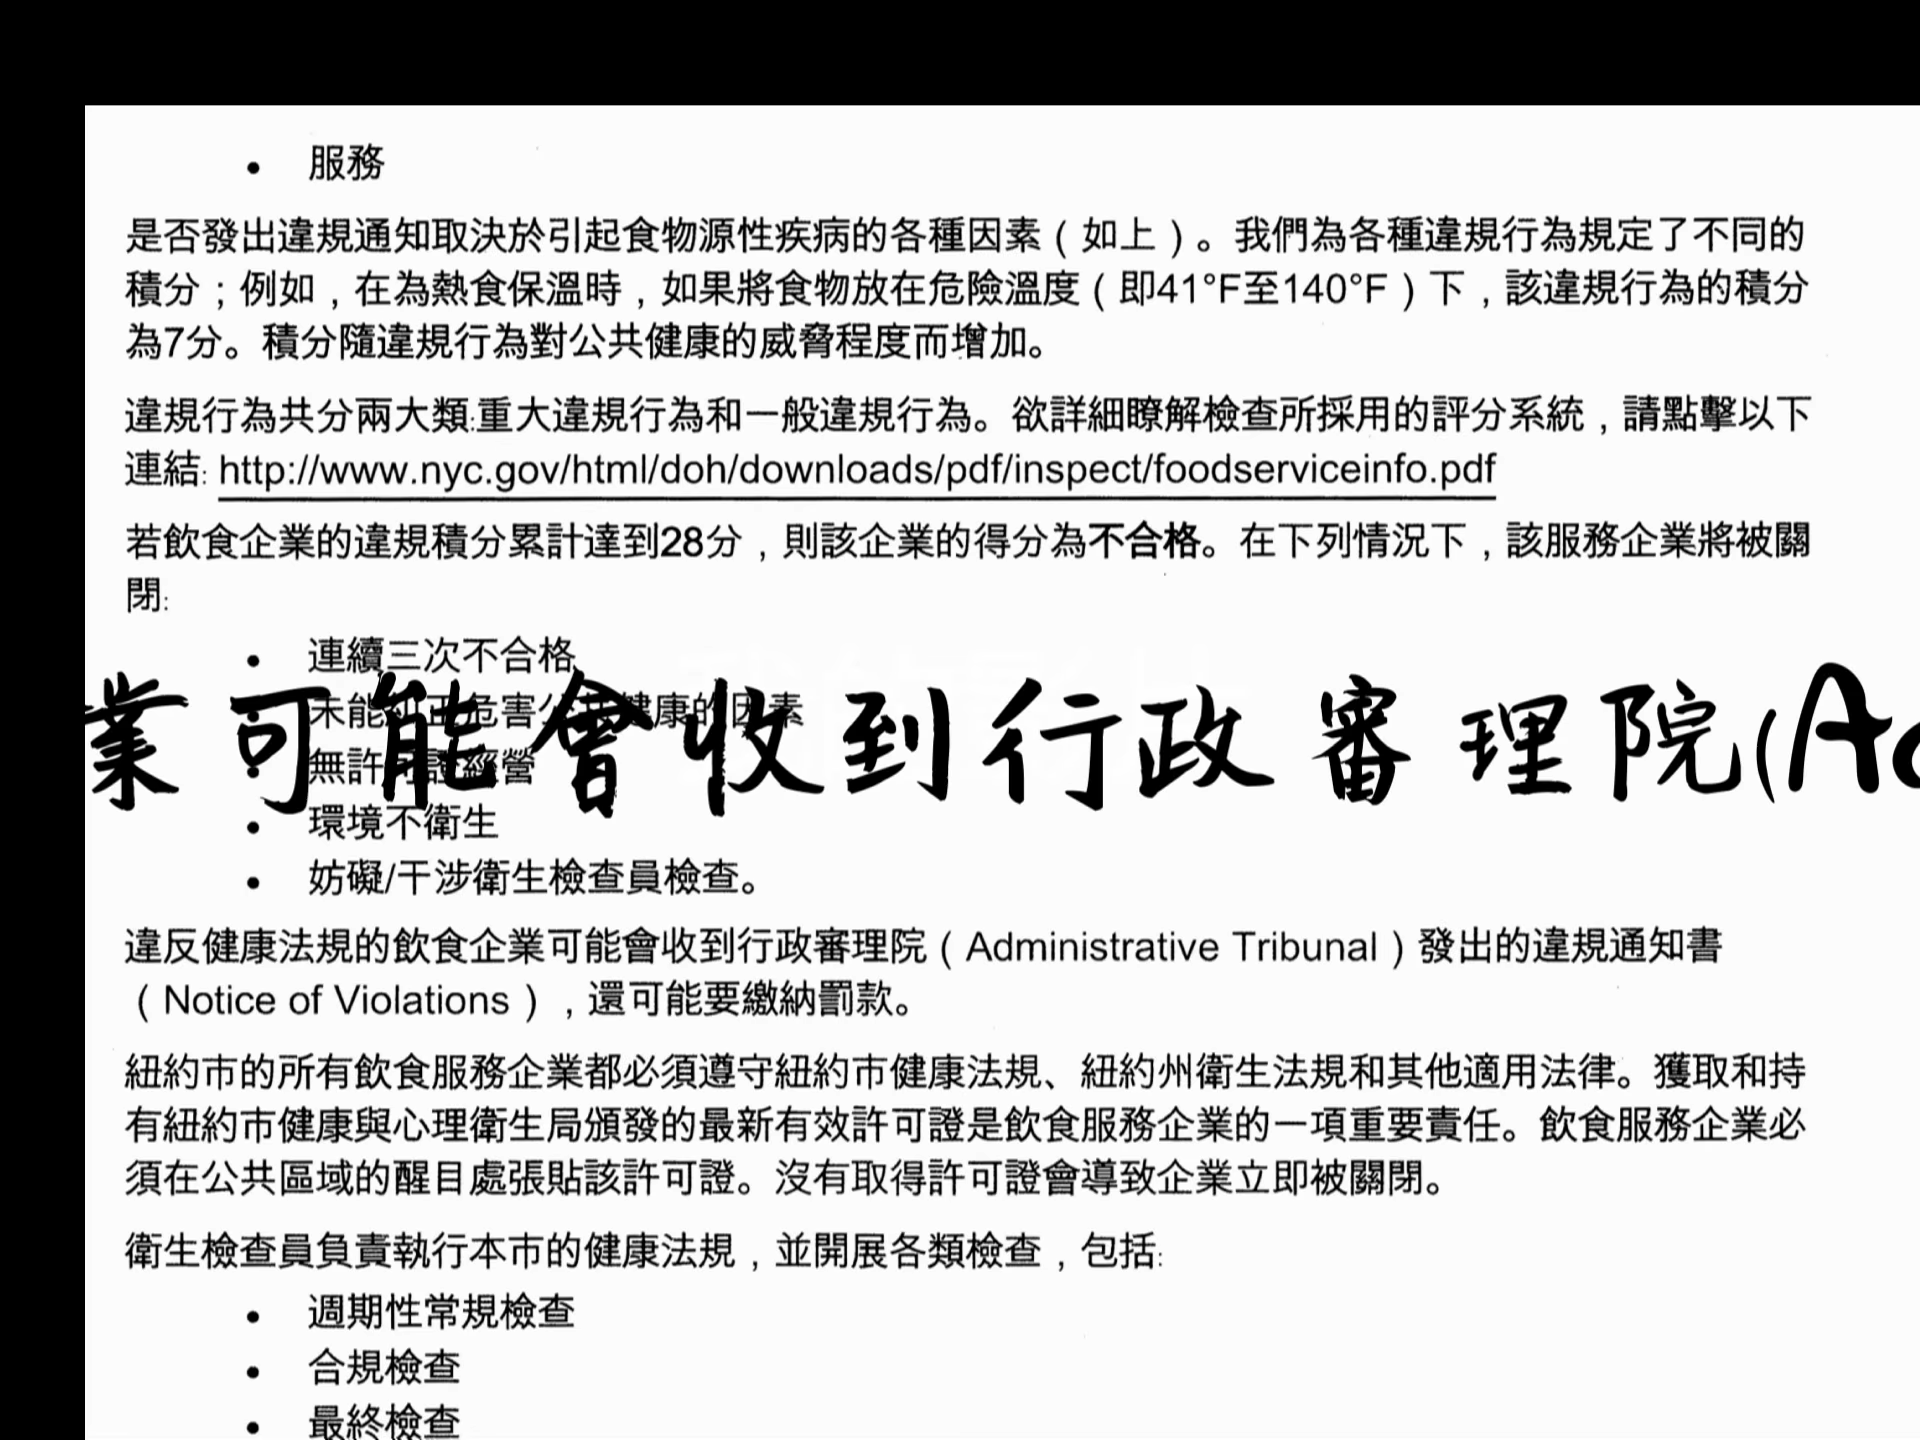 • 服務
是否發出違規通知取決於引起食物源性疾病的各種因素（如上）。我們為各種違規行為規定了不同的
積分；例如，在為熱食保溫時，如果將食物放在危險溫度（即41°F至140°F）下，該違規行為的積分
為7分。積分隨違規行為對公共健康的威脅程度而增加。
違規行為共分兩大類:重大違規行為和一般違規行為。欲詳細瞭解檢查所採用的評分系統，請點擊以下
連結: http://www.nyc.gov/html/doh/downloads/pdf/inspect/foodserviceinfo.pdf
若飲食企業的違規積分累計達到28分，則該企業的得分為不合格。在下列情況下，該服務企業將被關
閉:
• 連續三次不合格
• 未能糾正危害公共健康的因素
• 無許可證經營
業可能會收到行政審理院(A
• 環境不衛生
• 妨礙/干涉衛生檢查員檢查。
違反健康法規的飲食企業可能會收到行政審理院（Administrative Tribunal）發出的違規通知書
（Notice of Violations），還可能要繳納罰款。
紐約市的所有飲食服務企業都必須遵守紐約市健康法規、紐約州衛生法規和其他適用法律。獲取和持
有紐約市健康與心理衛生局頒發的最新有效許可證是飲食服務企業的一項重要責任。飲食服務企業必
須在公共區域的醒目處張貼該許可證。沒有取得許可證會導致企業立即被關閉。
衛生檢查員負責執行本市的健康法規，並開展各類檢查，包括:
• 週期性常規檢查
• 合規檢查
• 最終檢查